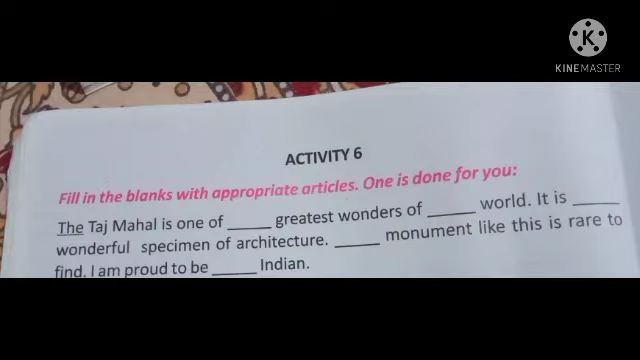 KINEMASTER
ACTIVITY 6
Fill in the blanks with appropriate articles. One is done for you:
The Taj Mahal is one of _____ greatest wonders of _____ world. It is _____
wonderful specimen of architecture. _____ monument like this is rare to
find. I am proud to be _____ Indian.